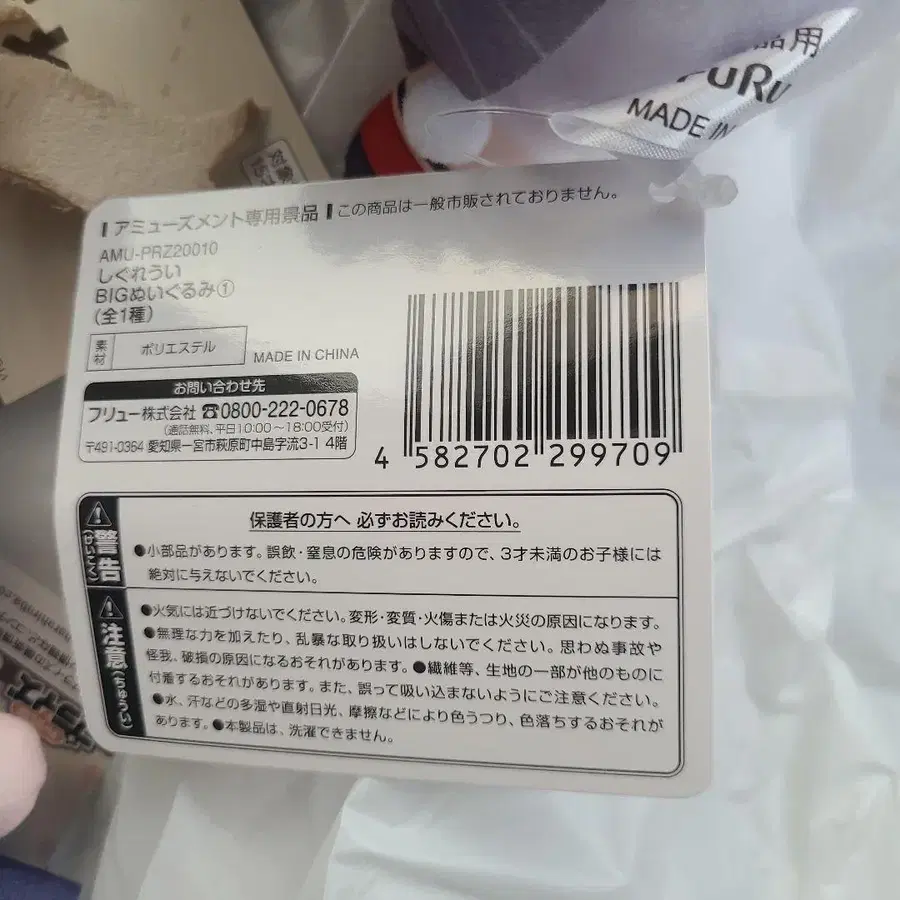 品用
FURYU
MADE IN
アミューズメント専用景品 この商品は一般市販されておりません。
AMU-PRZ20010
しぐれうい
BIGぬいぐるみ①
(全1種)
素材 ポリエステル MADE IN CHINA
お問い合わせ先
フリュー株式会社 ☎0800-222-0678
(通話無料、平日10:00~18:00受付)
〒491-0364 愛知県一宮市萩原町中島字流3-1 4階
4 582702 299709
警告(けいこく)
保護者の方へ 必ずお読みください。
●小部品があります。誤飲・窒息の危険がありますので、3才未満のお子様には
絶対に与えないでください。
注意(ちゅうい)
●火気には近づけないでください。変形・変質・火傷または火災の原因になります。
●無理な力を加えたり、乱暴な取り扱いはしないでください。思わぬ事故や
怪我、破損の原因になるおそれがあります。●繊維等、生地の一部が他のものに
付着するおそれがあります。また、誤って吸い込まないようにご注意ください。
●水、汗などの多湿や直射日光、摩擦などにより色うつり、色落ちするおそれが
あります。●本製品は、洗濯できません。